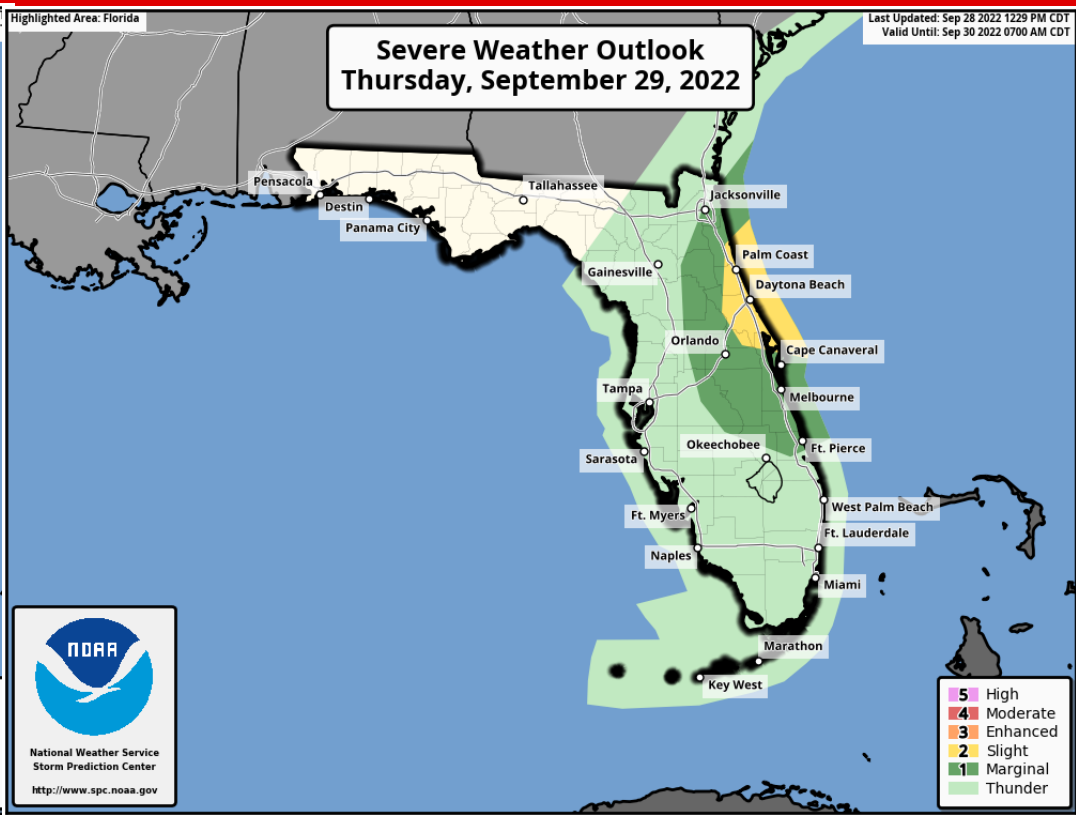 Highlighted Area: Florida
Last Updated: Sep 28 2022 1229 PM CDT
Valid Until: Sep 30 2022 0700 AM CDT
Severe Weather Outlook
Thursday, September 29, 2022
Pensacola
Destin
Panama City
Tallahassee
Jacksonville
Gainesville
Palm Coast
Daytona Beach
Orlando
Cape Canaveral
Tampa
Melbourne
Okeechobee
Ft. Pierce
Sarasota
Ft. Myers
West Palm Beach
Ft. Lauderdale
Naples
Miami
Marathon
Key West
NOAA
National Weather Service
Storm Prediction Center
http://www.spc.noaa.gov
5 High
4 Moderate
3 Enhanced
2 Slight
1 Marginal
Thunder